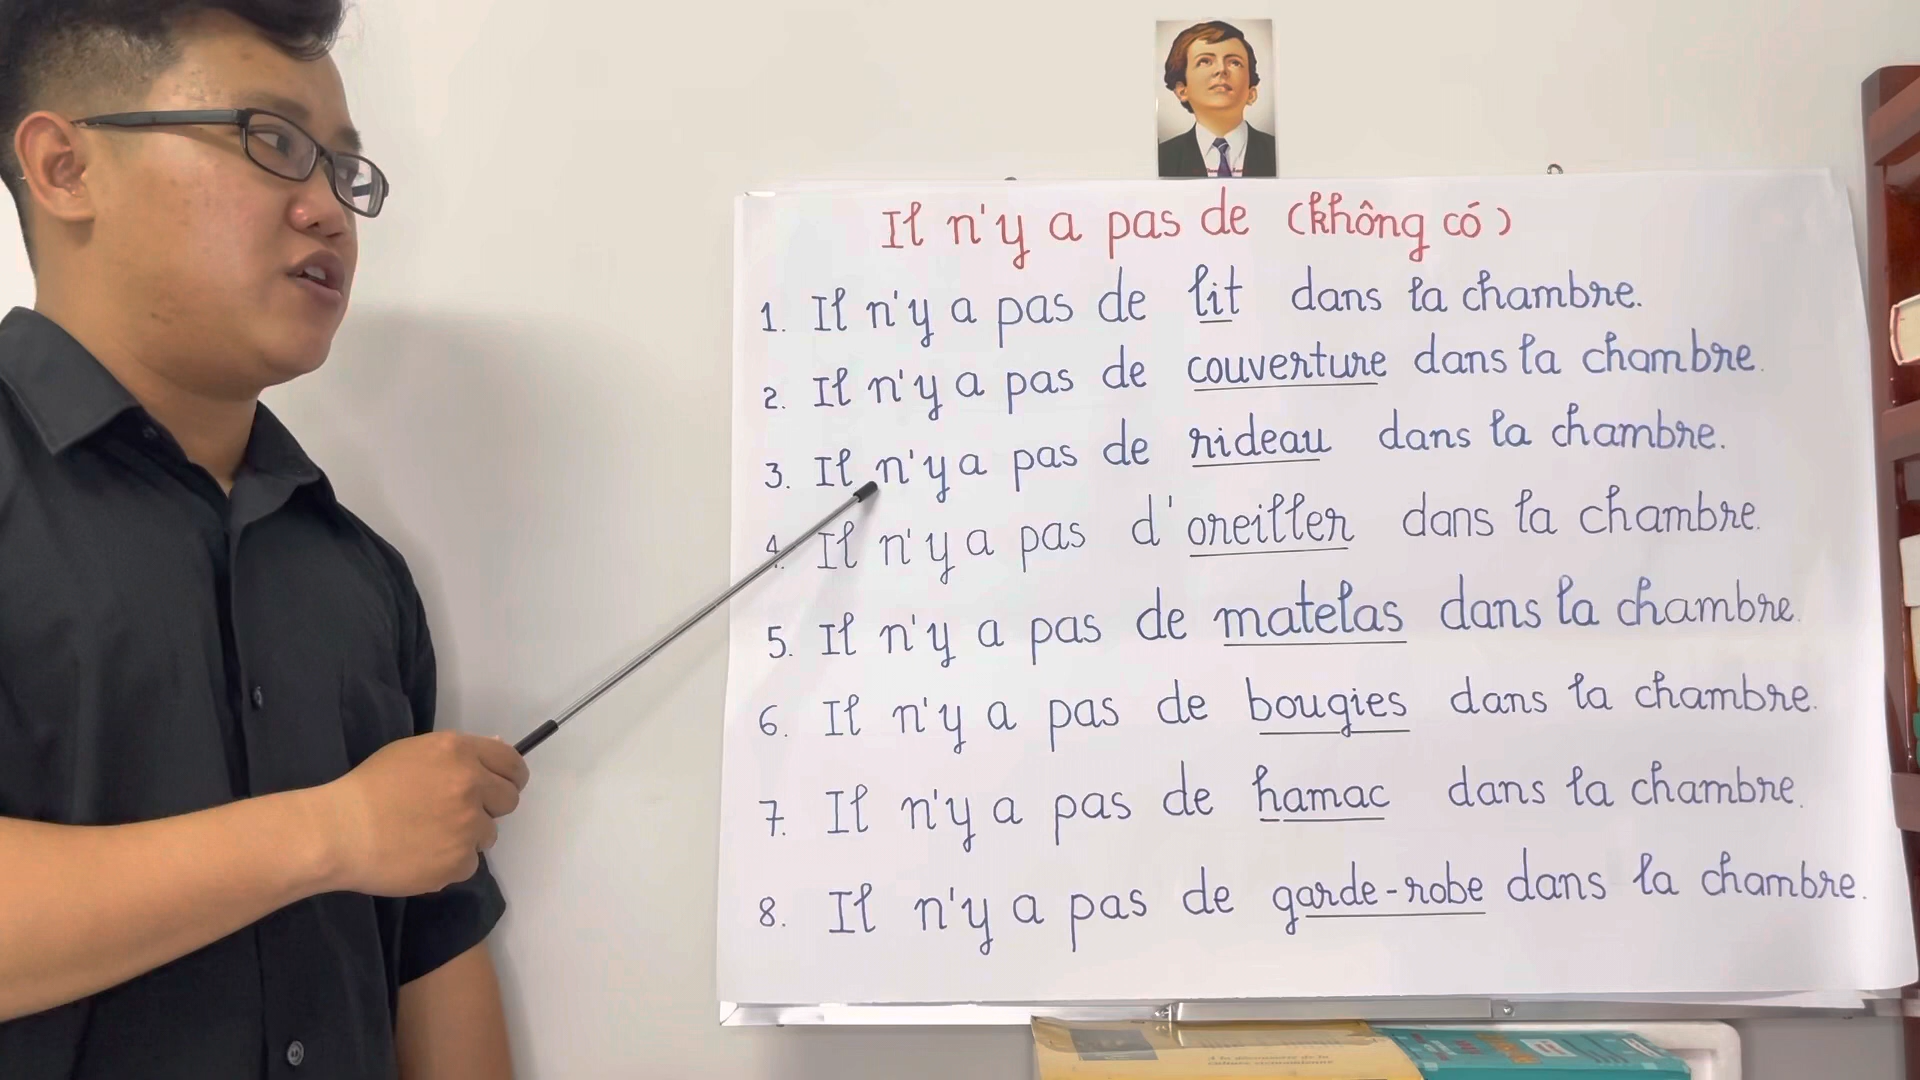 Il n'y a pas de (không có)
1. Il n'y a pas de lit dans la chambre.
2. Il n'y a pas de couverture dans la chambre.
3. Il n'y a pas de rideau dans la chambre.
4. Il n'y a pas d'oreiller dans la chambre.
5. Il n'y a pas de matelas dans la chambre.
6. Il n'y a pas de bougies dans la chambre.
7. Il n'y a pas de hamac dans la chambre.
8. Il n'y a pas de garde-robe dans la chambre.